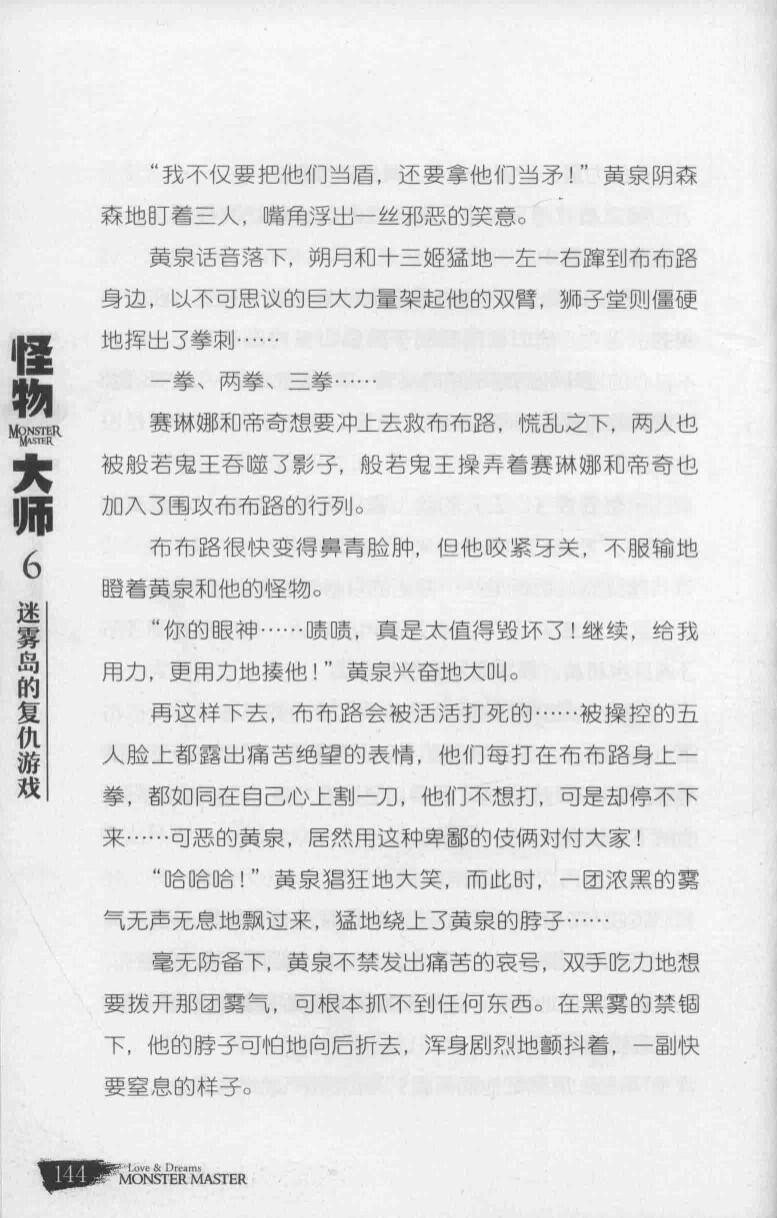 “我不仅要把他们当盾，还要拿他们当矛！”黄泉阴森
森地盯着三人，嘴角浮出一丝邪恶的笑意。
黄泉话音落下，朔月和十三姬猛地一左一右蹿到布布路
身边，以不可思议的巨大力量架起他的双臂，狮子堂则僵硬
地挥出了拳刺……
一拳、两拳、三拳……
赛琳娜和帝奇想要冲上去救布布路，慌乱之下，两人也
被般若鬼王吞噬了影子，般若鬼王操弄着赛琳娜和帝奇也
加入了围攻布布路的行列。
布布路很快变得鼻青脸肿，但他咬紧牙关，不服输地
瞪着黄泉和他的怪物。
“你的眼神……啧啧，真是太值得毁坏了！继续，给我
用力，更用力地揍他！”黄泉兴奋地大叫。
再这样下去，布布路会被活活打死的……被操控的五
人脸上都露出痛苦绝望的表情，他们每打在布布路身上一
拳，都如同在自己心上割一刀，他们不想打，可是却停不下
来……可恶的黄泉，居然用这种卑鄙的伎俩对付大家！
“哈哈哈！”黄泉猖狂地大笑，而此时，一团浓黑的雾
气无声无息地飘过来，猛地绕上了黄泉的脖子……
毫无防备下，黄泉不禁发出痛苦的哀号，双手吃力地想
要拨开那团雾气，可根本抓不到任何东西。在黑雾的禁锢
下，他的脖子可怕地向后折去，浑身剧烈地颤抖着，一副快
要窒息的样子。
怪物
MONSTER
MASTER
大师
6
迷雾岛的复仇游戏
144
Love & Dreams
MONSTER MASTER